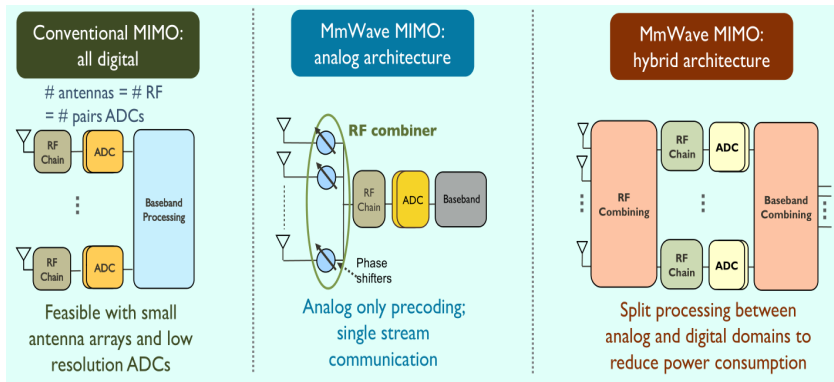 Conventional MIMO:
all digital
# antennas = # RF
= # pairs ADCs
RF
Chain
ADC
Baseband
Processing
RF
Chain
ADC
Feasible with small
antenna arrays and low
resolution ADCs
MmWave MIMO:
analog architecture
RF combiner
RF
Chain
ADC
Baseband
Phase
shifters
Analog only precoding;
single stream
communication
MmWave MIMO:
hybrid architecture
RF
Combining
RF
Chain
ADC
Baseband
Combining
RF
Chain
ADC
Split processing between
analog and digital domains to
reduce power consumption